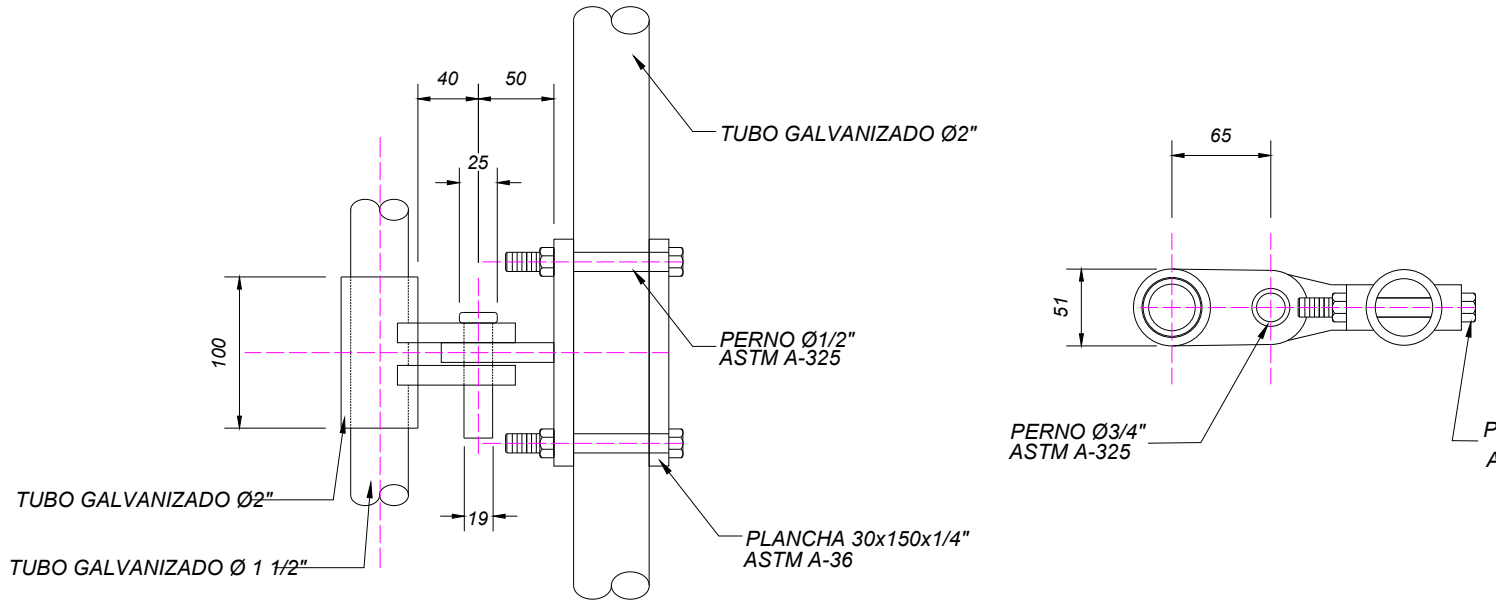 40
50
TUBO GALVANIZADO Ø2"
25
65
100
51
PERNO Ø1/2"
ASTM A-325
PERNO Ø3/4"
ASTM A-325
P
A
TUBO GALVANIZADO Ø2"
19
PLANCHA 30x150x1/4"
ASTM A-36
TUBO GALVANIZADO Ø 1 1/2"